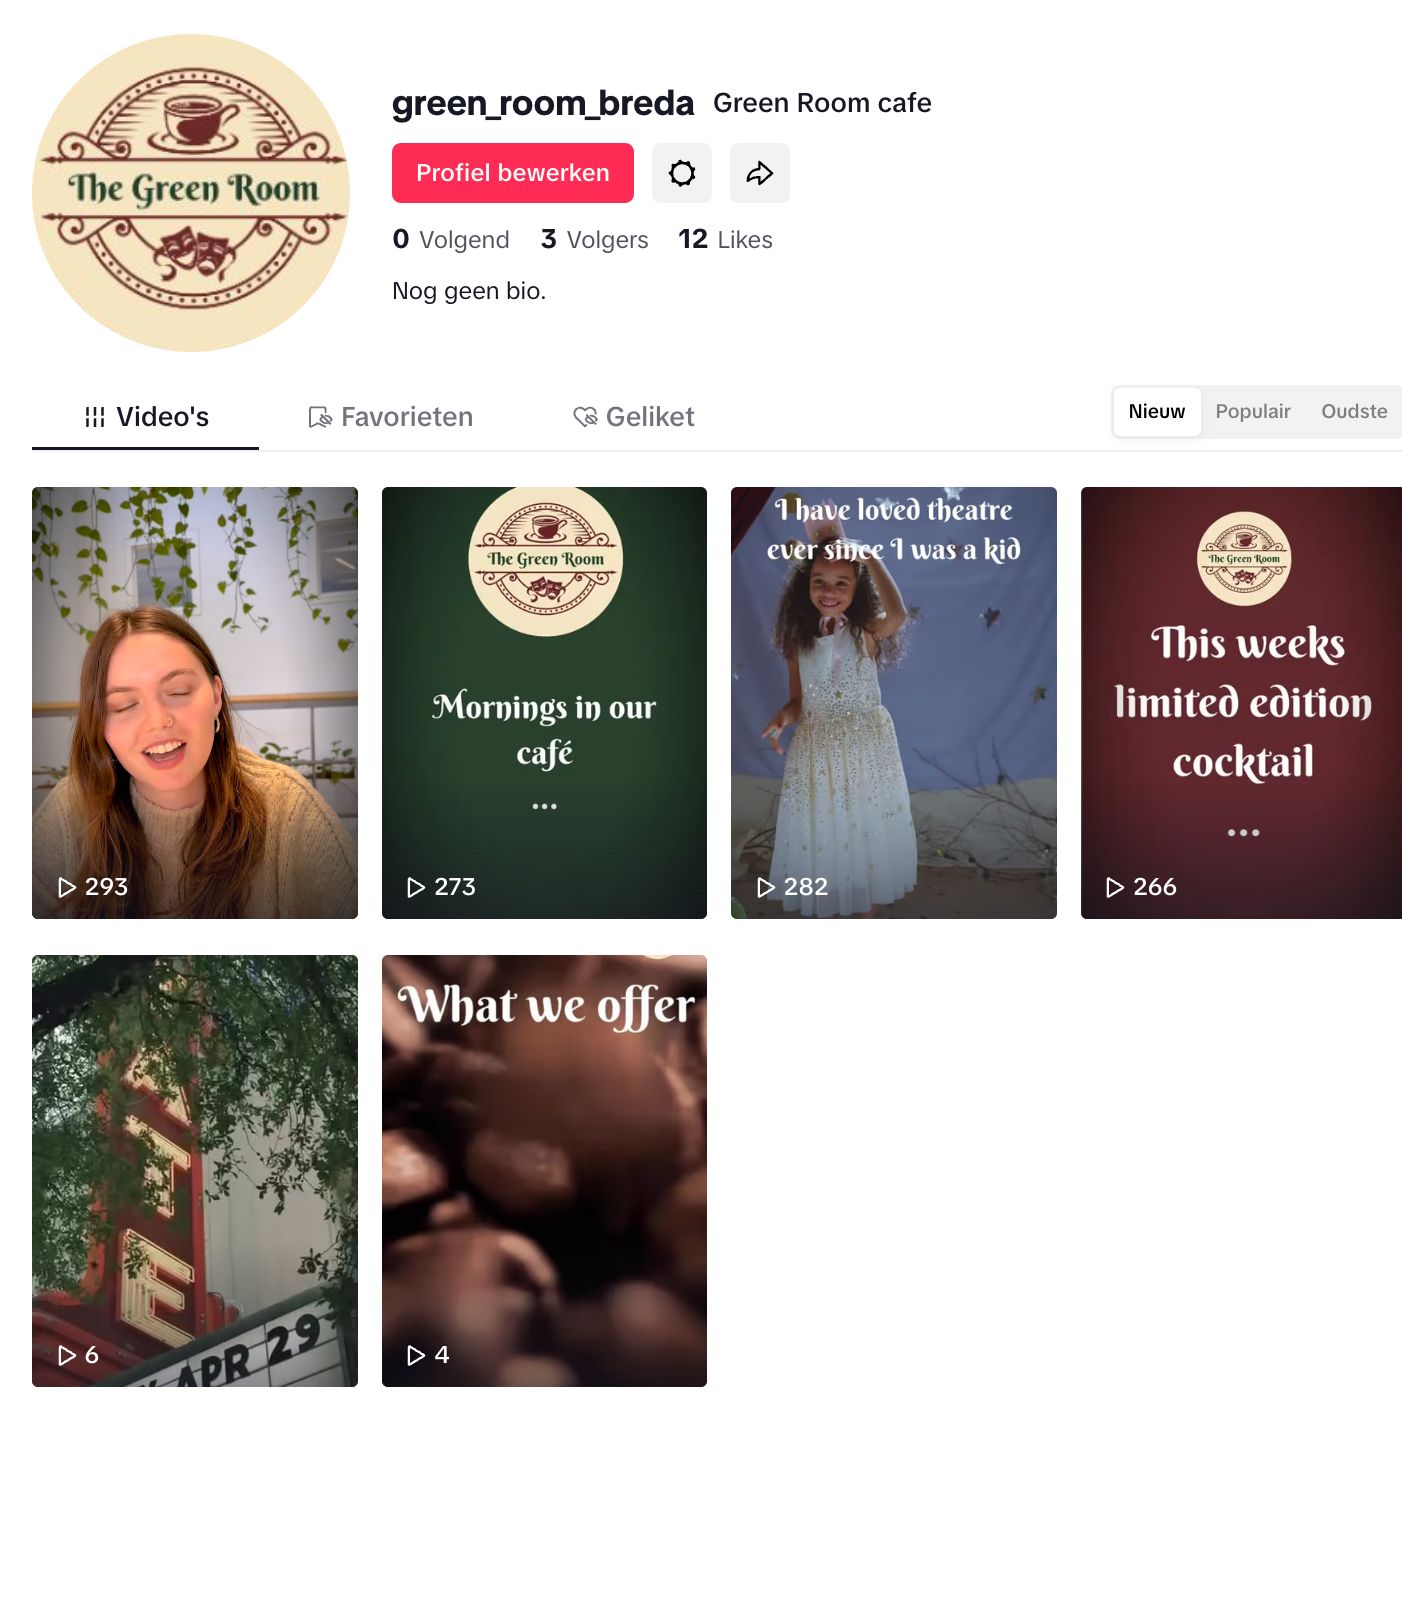 The Green Room
green_room_breda Green Room cafe
Profiel bewerken
0 Volgend 3 Volgers 12 Likes
Nog geen bio.
Video's Favorieten Geliket
Nieuw Populair Oudste
293
The Green Room
Mornings in our
café
...
273
I have loved theatre
ever since I was a kid
282
The Green Room
This weeks
limited edition
cocktail
...
266
TE
APR 29
6
What we offer
4